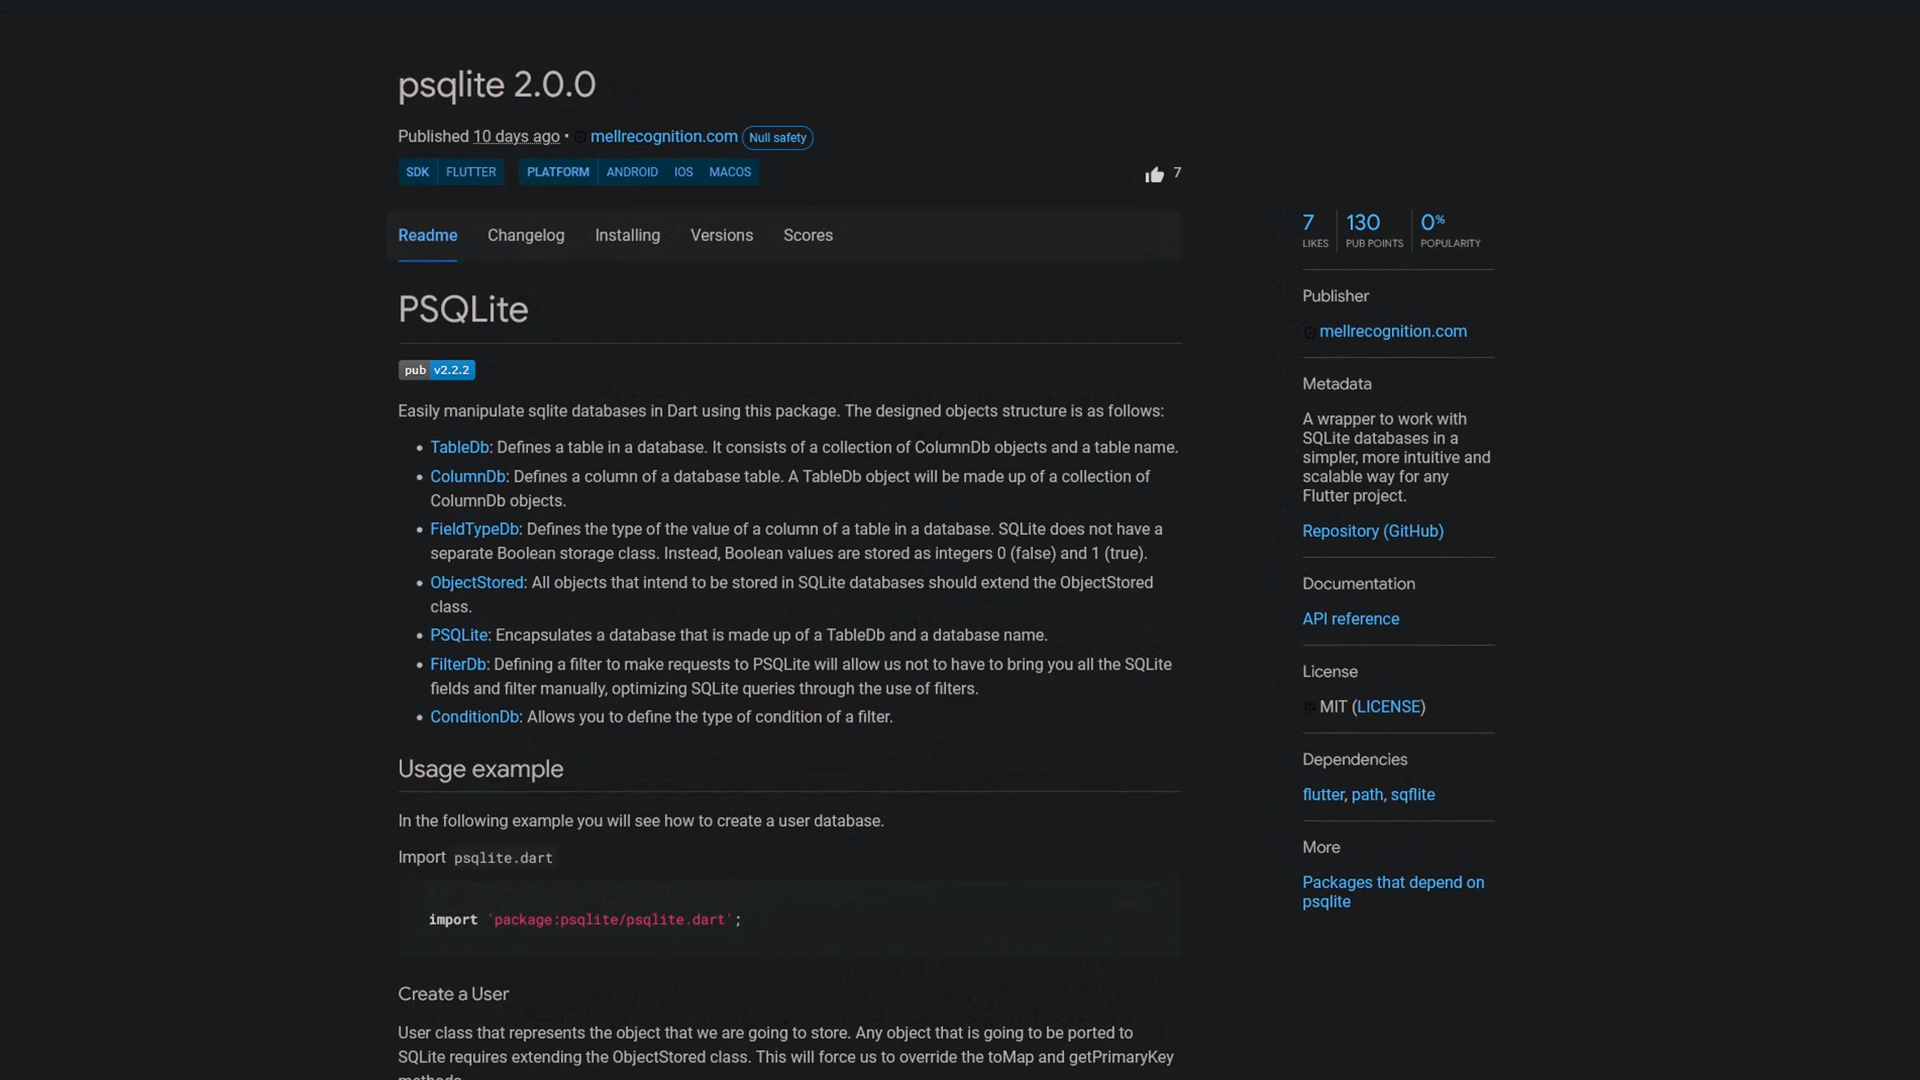 psqlite 2.0.0
Published 10 days ago • mellrecognition.com Null safety
SDK FLUTTER PLATFORM ANDROID IOS MACOS
7
Readme Changelog Installing Versions Scores
PSQLite
pub v2.2.2
Easily manipulate sqlite databases in Dart using this package. The designed objects structure is as follows:
• TableDb: Defines a table in a database. It consists of a collection of ColumnDb objects and a table name.
• ColumnDb: Defines a column of a database table. A TableDb object will be made up of a collection of
ColumnDb objects.
• FieldTypeDb: Defines the type of the value of a column of a table in a database. SQLite does not have a
separate Boolean storage class. Instead, Boolean values are stored as integers 0 (false) and 1 (true).
• ObjectStored: All objects that intend to be stored in SQLite databases should extend the ObjectStored
class.
• PSQLite: Encapsulates a database that is made up of a TableDb and a database name.
• FilterDb: Defining a filter to make requests to PSQLite will allow us not to have to bring you all the SQLite
fields and filter manually, optimizing SQLite queries through the use of filters.
• ConditionDb: Allows you to define the type of condition of a filter.
Usage example
In the following example you will see how to create a user database.
Import psqlite.dart
import 'package:psqlite/psqlite.dart';
Create a User
User class that represents the object that we are going to store. Any object that is going to be ported to
SQLite requires extending the ObjectStored class. This will force us to override the toMap and getPrimaryKey
7 130 0%
LIKES PUB POINTS POPULARITY
Publisher
mellrecognition.com
Metadata
A wrapper to work with
SQLite databases in a
simpler, more intuitive and
scalable way for any
Flutter project.
Repository (GitHub)
Documentation
API reference
License
MIT (LICENSE)
Dependencies
flutter, path, sqflite
More
Packages that depend on
psqlite